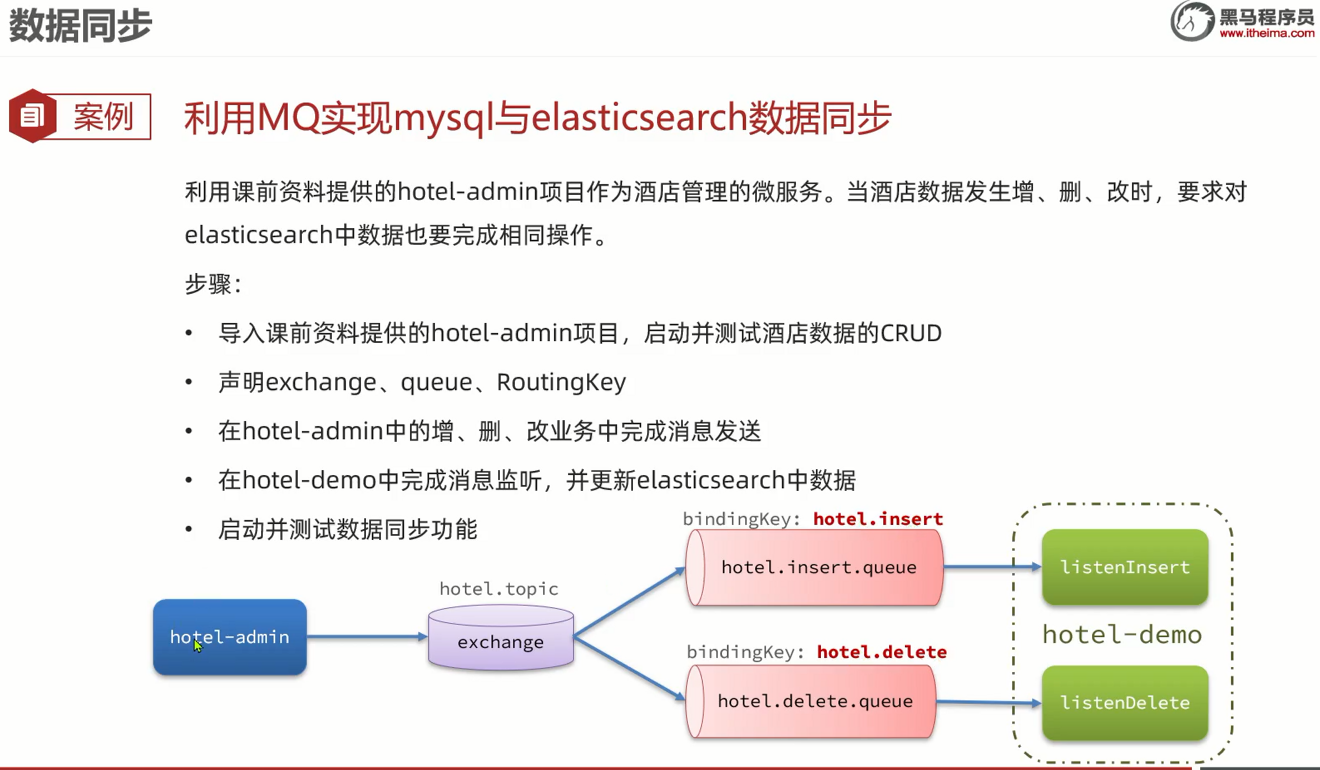 数据同步
黑马程序员
www.itheima.com
案例
利用MQ实现mysql与elasticsearch数据同步
利用课前资料提供的hotel-admin项目作为酒店管理的微服务。当酒店数据发生增、删、改时，要求对
elasticsearch中数据也要完成相同操作。
步骤：
• 导入课前资料提供的hotel-admin项目，启动并测试酒店数据的CRUD
• 声明exchange、queue、RoutingKey
• 在hotel-admin中的增、删、改业务中完成消息发送
• 在hotel-demo中完成消息监听，并更新elasticsearch中数据
• 启动并测试数据同步功能
bindingKey: hotel.insert
hotel.insert.queue
listenInsert
hotel.topic
hotel-admin
exchange
hotel-demo
bindingKey: hotel.delete
hotel.delete.queue
listenDelete